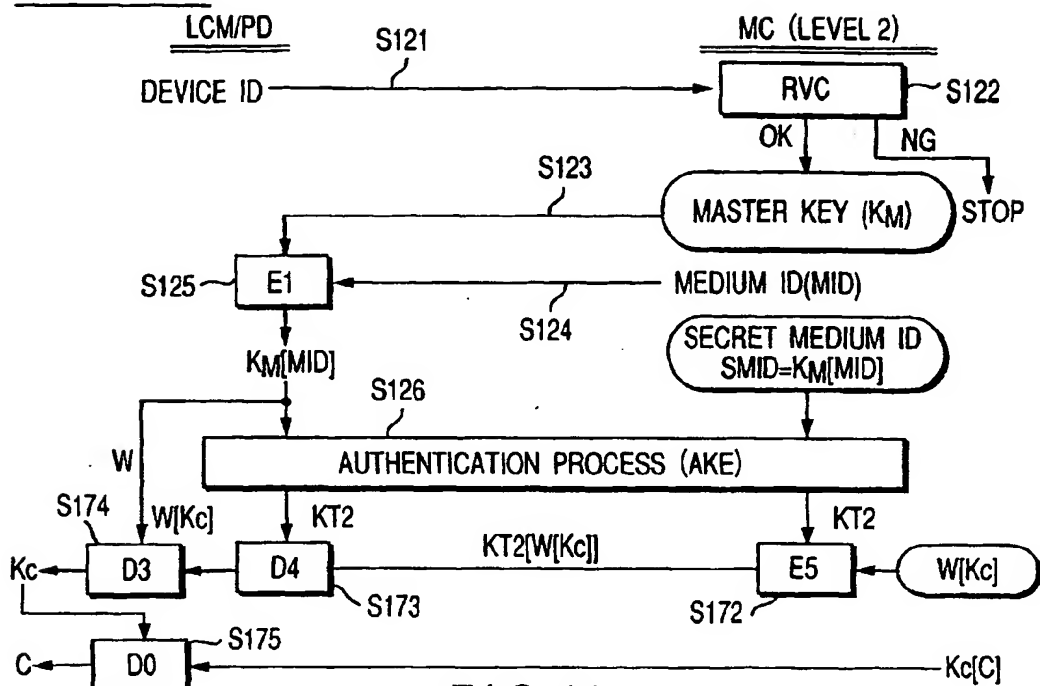 LCM/PD
MC (LEVEL 2)
S121
DEVICE ID
RVC
S122
OK
NG
S123
MASTER KEY (KM)
STOP
S125
E1
MEDIUM ID(MID)
S124
KM[MID]
SECRET MEDIUM ID
SMID=KM[MID]
S126
W
AUTHENTICATION PROCESS (AKE)
S174
W[Kc]
KT2
KT2
Kc
D3
D4
KT2[W[Kc]]
E5
W[Kc]
S173
S172
S175
C
D0
Kc[C]